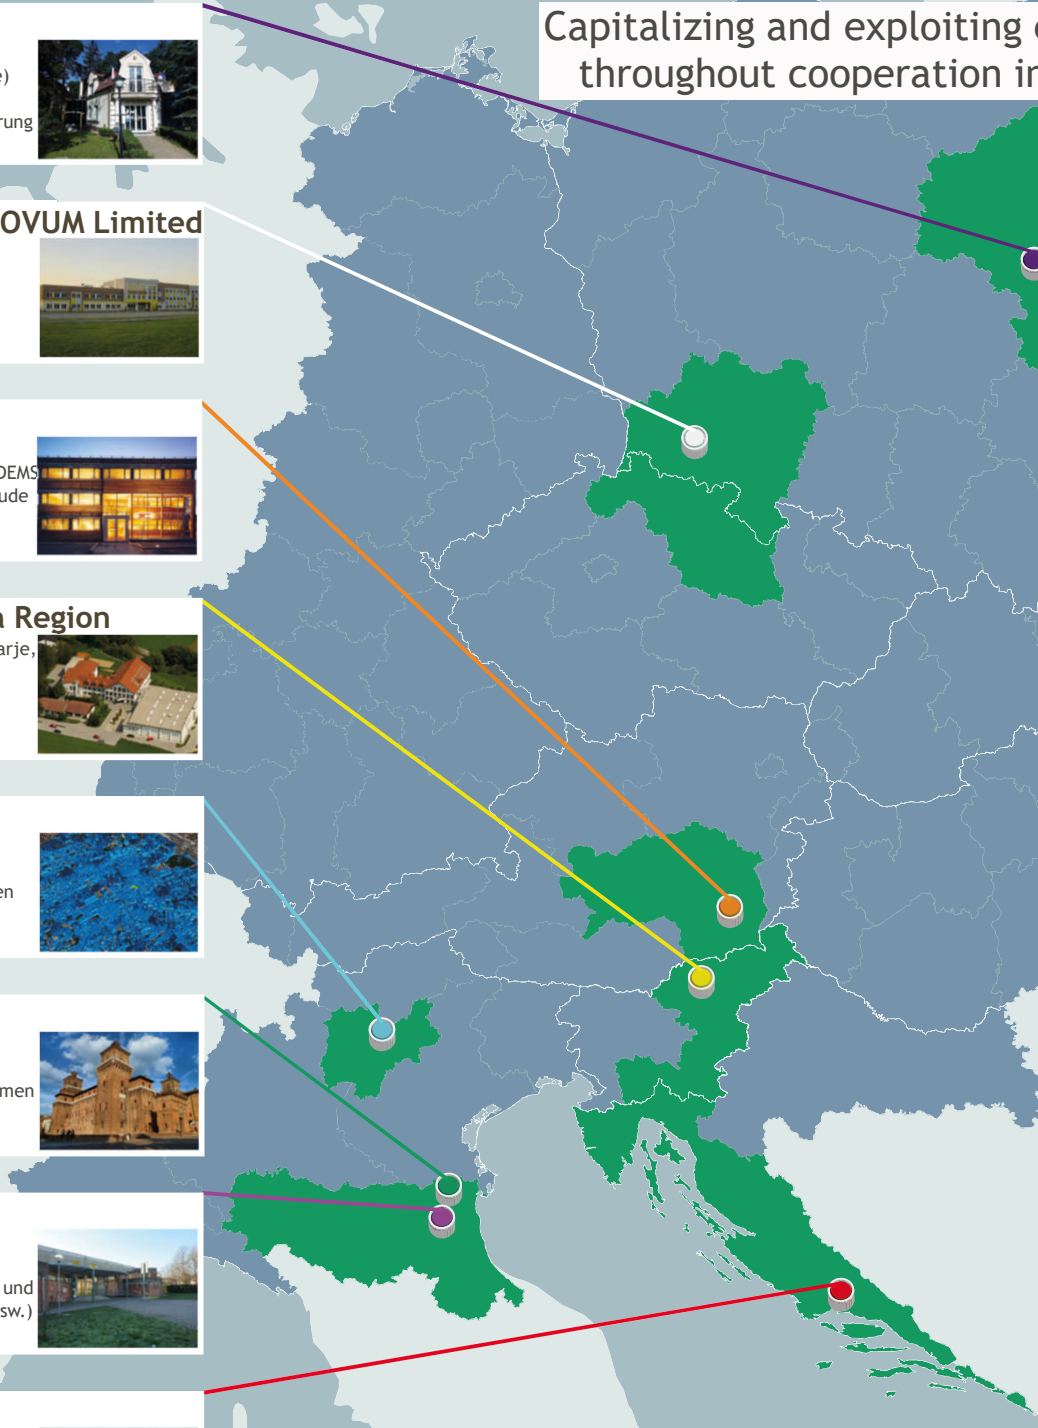 Capitalizing and exploiting
throughout cooperation in
e)
rung
OVUM Limited
DEMS
ude
Region
arje,
en
men
und
sw.)